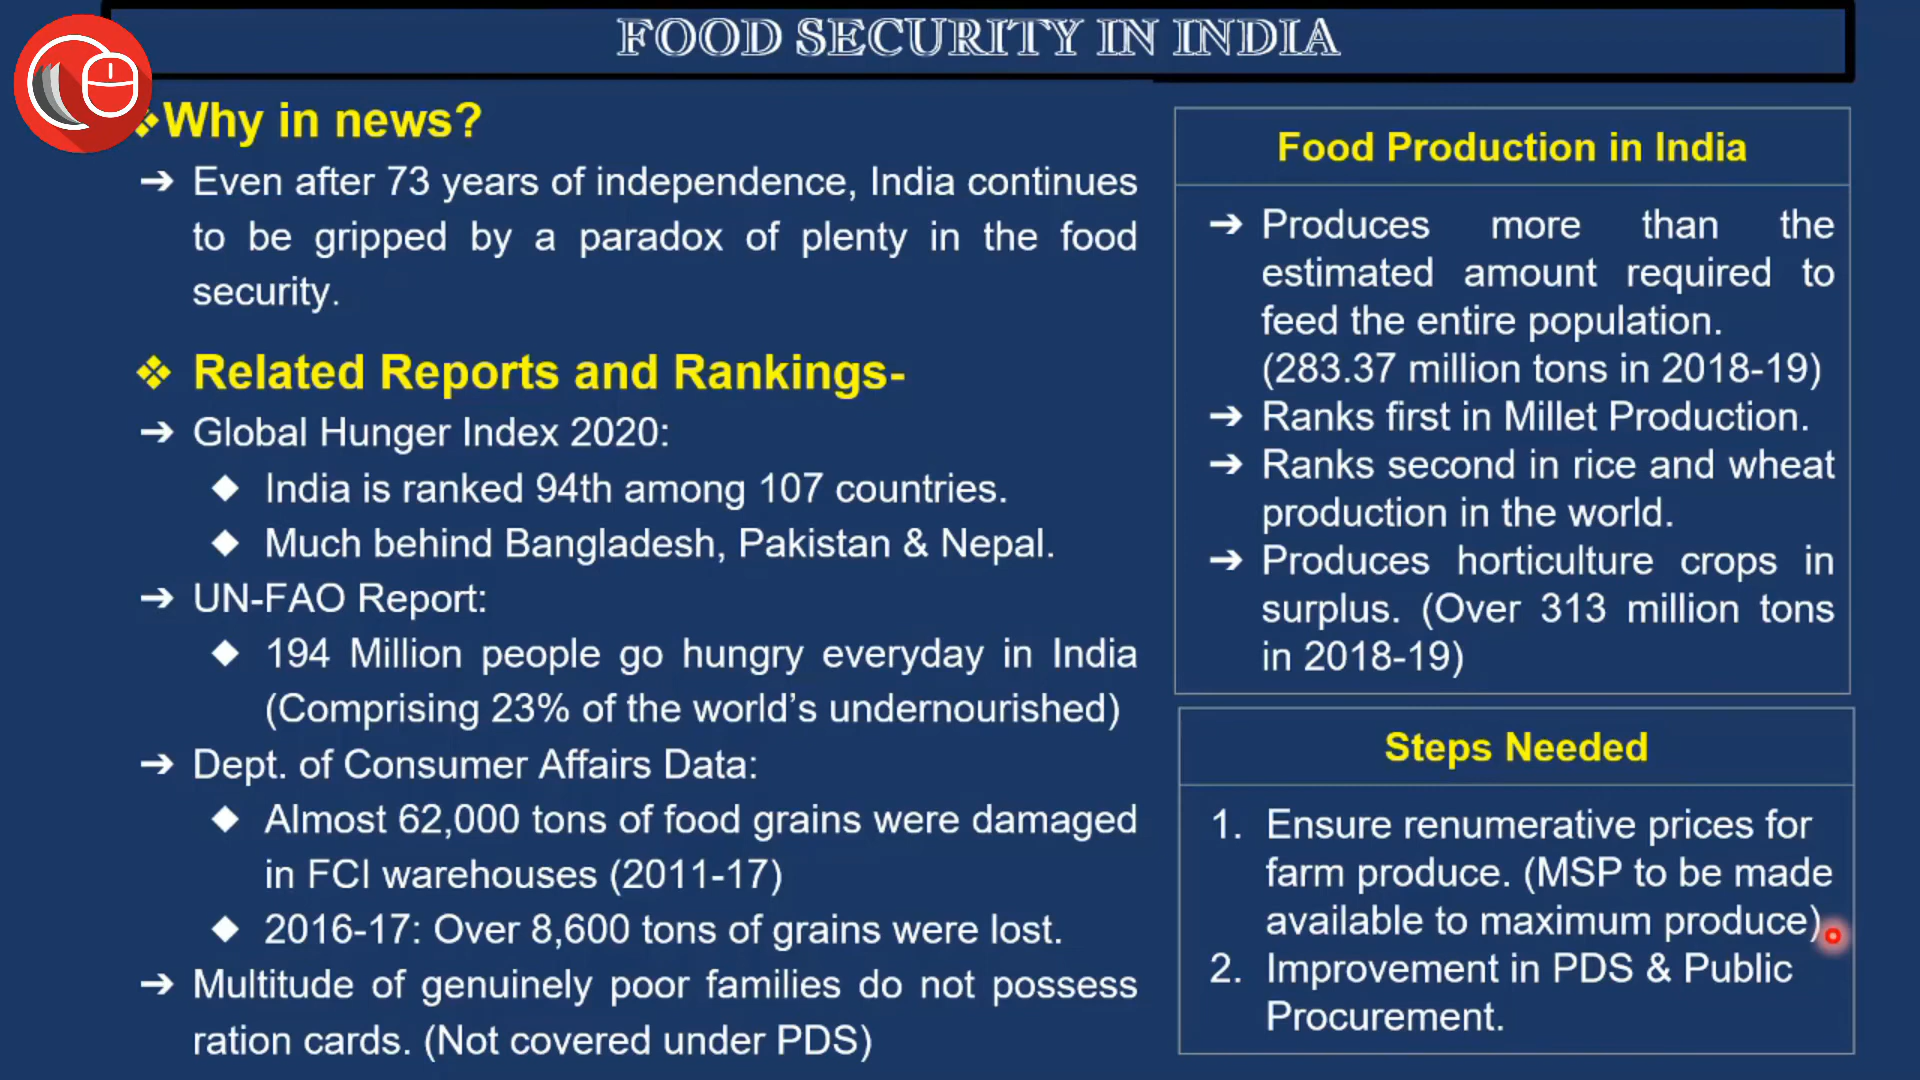 FOOD SECURITY IN INDIA
❖Why in news?
➔ Even after 73 years of independence, India continues
to be gripped by a paradox of plenty in the food
security.
❖ Related Reports and Rankings-
➔ Global Hunger Index 2020:
◆ India is ranked 94th among 107 countries.
◆ Much behind Bangladesh, Pakistan & Nepal.
➔ UN-FAO Report:
◆ 194 Million people go hungry everyday in India
(Comprising 23% of the world’s undernourished)
➔ Dept. of Consumer Affairs Data:
◆ Almost 62,000 tons of food grains were damaged
in FCI warehouses (2011-17)
◆ 2016-17: Over 8,600 tons of grains were lost.
➔ Multitude of genuinely poor families do not possess
ration cards. (Not covered under PDS)
Food Production in India
➔ Produces more than the
estimated amount required to
feed the entire population.
(283.37 million tons in 2018-19)
➔ Ranks first in Millet Production.
➔ Ranks second in rice and wheat
production in the world.
➔ Produces horticulture crops in
surplus. (Over 313 million tons
in 2018-19)
Steps Needed
1. Ensure renumerative prices for
farm produce. (MSP to be made
available to maximum produce)
2. Improvement in PDS & Public
Procurement.